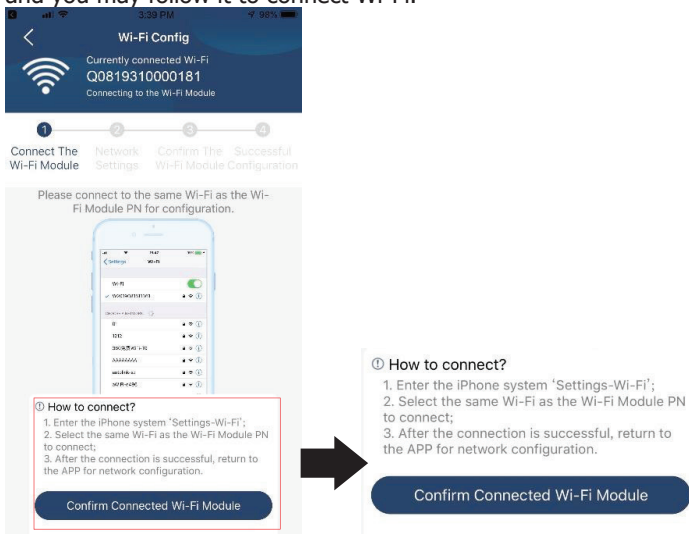 and you may follow it to connect Wi-Fi.
3:39 PM
98%
Wi-Fi Config
Currently connected Wi-Fi
Q0819310000181
Connecting to the Wi-Fi Module
1 2 3 4
Connect The Network Confirm The Successful
Wi-Fi Module Settings Wi-Fi Module Configuration
Please connect to the same Wi-Fi as the Wi-
Fi Module PN for configuration.
Settings Wi-Fi
Wi-Fi
1212
AAAAAAAA
ⓘ How to connect?
1. Enter the iPhone system ‘Settings-Wi-Fi’;
2. Select the same Wi-Fi as the Wi-Fi Module PN
to connect;
3. After the connection is successful, return to
the APP for network configuration.
Confirm Connected Wi-Fi Module
ⓘ How to connect?
1. Enter the iPhone system ‘Settings-Wi-Fi’;
2. Select the same Wi-Fi as the Wi-Fi Module PN
to connect;
3. After the connection is successful, return to
the APP for network configuration.
Confirm Connected Wi-Fi Module